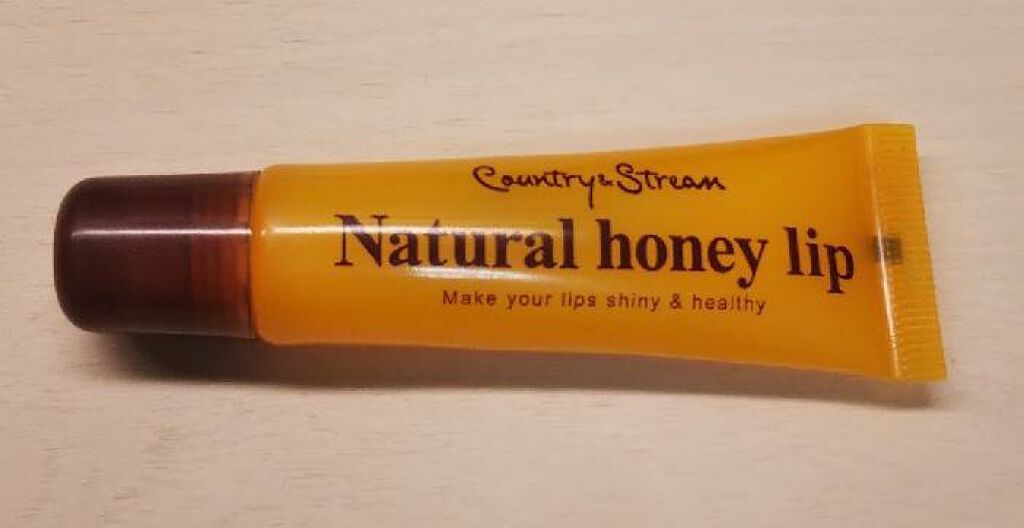 Country & Stream
Natural honey lip
Make your lips shiny & healthy